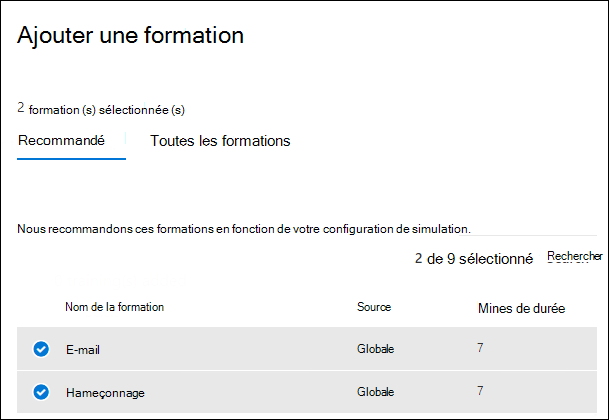 Ajouter une formation
2 formation (s) sélectionnée (s)
Recommandé Toutes les formations
Nous recommandons ces formations en fonction de votre configuration de simulation.
2 de 9 sélectionné Rechercher
Nom de la formation Source Mines de durée
E-mail Globale 7
Hameçonnage Globale 7